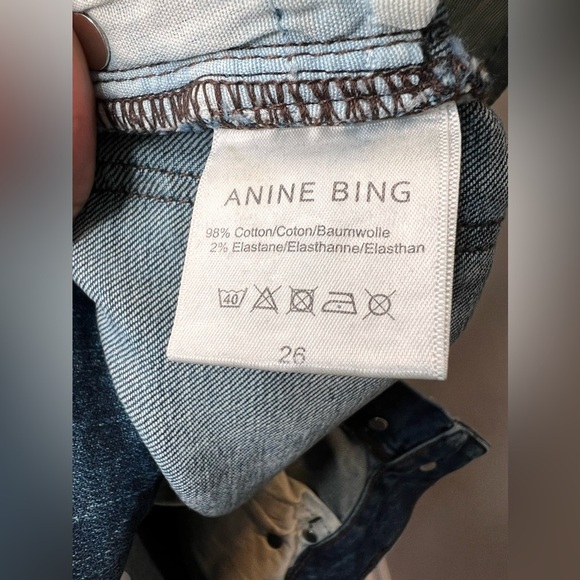 ANINE BING
98% Cotton/Coton/Baumwolle
2% Elastane/Elasthanne/Elasthan
40
26